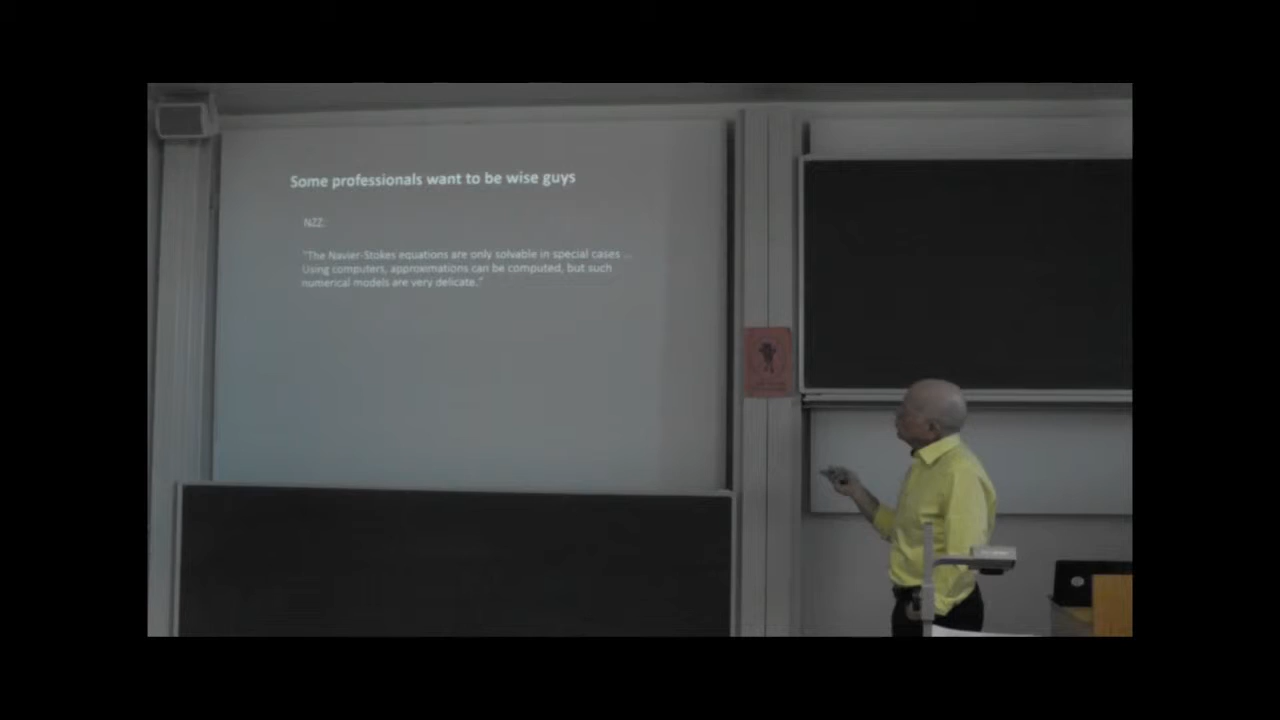 Some professionals want to be wise guys
NZZ:
"The Navier-Stokes equations are only solvable in special cases ...
Using computers, approximations can be computed, but such
numerical models are very delicate."